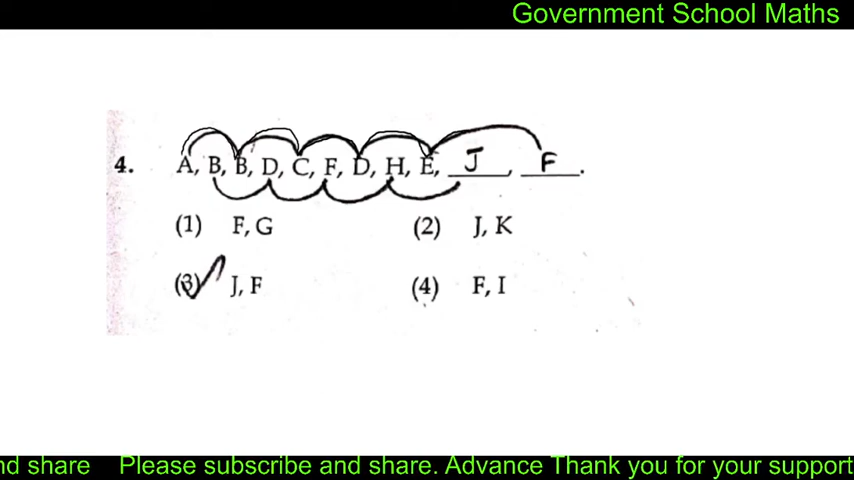 Government School Maths
4. A, B, B, D, C, F, D, H, E, J, F.
(1) F, G (2) J, K
(3) J, F (4) F, I
nd share Please subscribe and share. Advance Thank you for your support